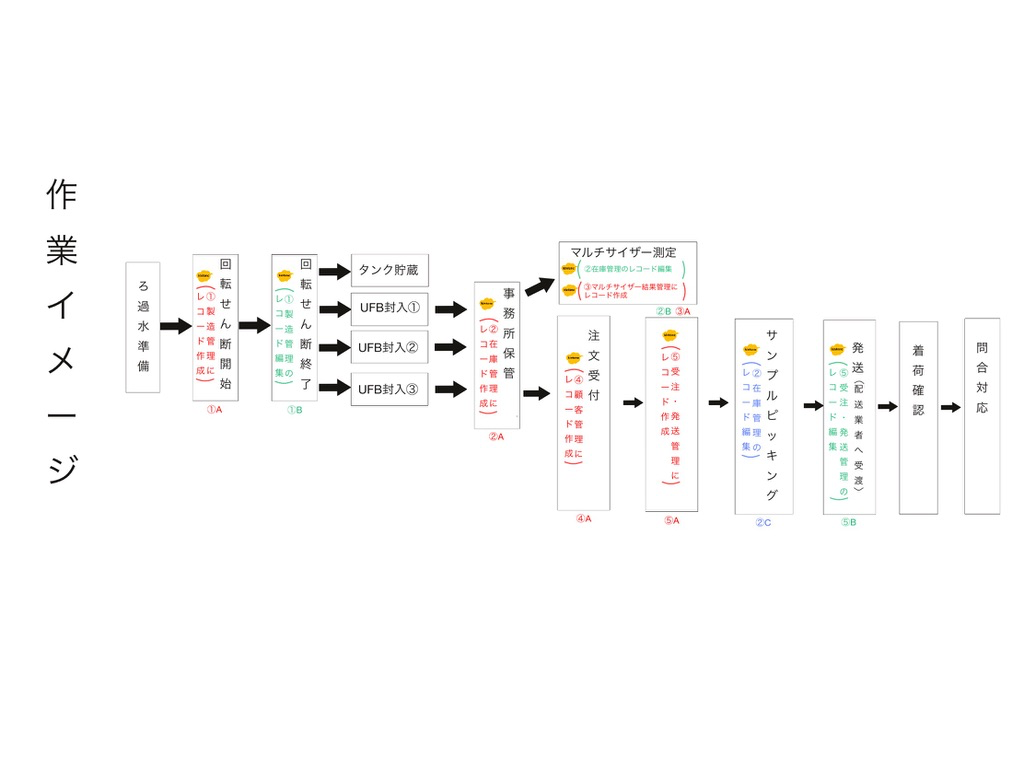 作業イメージ
ろ過水準備
回転せん断開始
(①製造管理に
レコード作成)
①A
回転せん断終了
(①製造管理の
レコード編集)
①B
タンク貯蔵
UFB封入①
UFB封入②
UFB封入③
事務所保管
(②在庫管理に
レコード作成)
②A
マルチサイザー測定
(②在庫管理のレコード編集)
(③マルチサイザー結果管理に
レコード作成)
②B ③A
注文受付
(④顧客管理に
レコード作成)
④A
(⑤受注・発送管理に
レコード作成)
⑤A
サンプルピッキング
(②在庫管理の
レコード編集)
②C
発送(配送業者へ受渡)
(⑤受注・発送管理の
レコード編集)
⑤B
着荷確認
問合対応